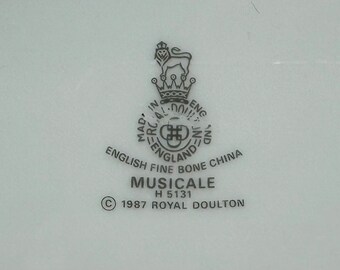 MADE IN ENGLAND
ROYAL DOULTON
ENGLAND
ENGLISH FINE BONE CHINA
MUSICALE
H 5131
© 1987 ROYAL DOULTON